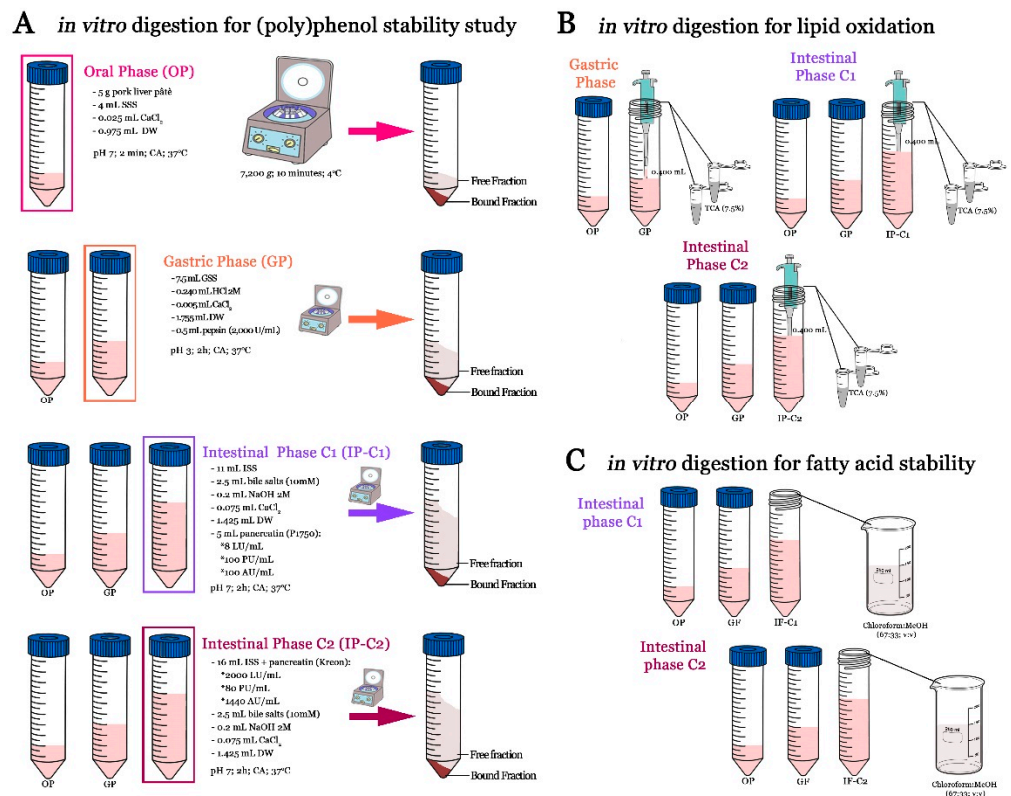 A in vitro digestion for (poly)phenol stability study
Oral Phase (OP)
- 5 g pork liver pâtè
- 4 mL SSS
- 0.025 mL CaCl₂
- 0.975 mL DW
pH 7; 2 min; CA; 37ºC
7,200 g; 10 minutes; 4ºC
Free Fraction
Bound Fraction
Gastric Phase (GP)
- 7.5 mL GSS
- 0.240 mL HCl 2M
- 0.005 mL CaCl₂
- 1.755 mL DW
- 0.5 mL pepsin (2,000 U/mL)
pH 3; 2h; CA; 37ºC
OP
Free fraction
Bound Fraction
Intestinal Phase C1 (IP-C1)
- 11 mL ISS
- 2.5 mL bile salts (10mM)
- 0.2 mL NaOH 2M
- 0.075 mL CaCl₂
- 1.425 mL DW
- 5 mL pancreatin (P1750):
*8 LU/mL
*100 PU/mL
*100 AU/mL
pH 7; 2h; CA; 37ºC
OP
GP
Free fraction
Bound Fraction
Intestinal Phase C2 (IP-C2)
- 16 mL ISS + pancreatin (Kreon):
*2000 LU/mL
*80 PU/mL
*1440 AU/mL
- 2.5 mL bile salts (10mM)
- 0.2 mL NaOH 2M
- 0.075 mL CaCl₂
- 1.425 mL DW
pH 7; 2h; CA; 37ºC
OP
GP
Free fraction
Bound Fraction
B in vitro digestion for lipid oxidation
Gastric
Phase
0.400 mL
TCA (7.5%)
OP
GP
Intestinal
Phase C1
0.400 mL
TCA (7.5%)
OP
GP
IP-C1
Intestinal
Phase C2
0.400 mL
TCA (7.5%)
OP
GP
IP-C2
C in vitro digestion for fatty acid stability
Intestinal
phase C1
OP
GF
IF-C1
Chloroform:MeOH
(67:33; v:v)
Intestinal
phase C2
OP
GF
IF-C2
Chloroform:MeOH
(67:33; v:v)